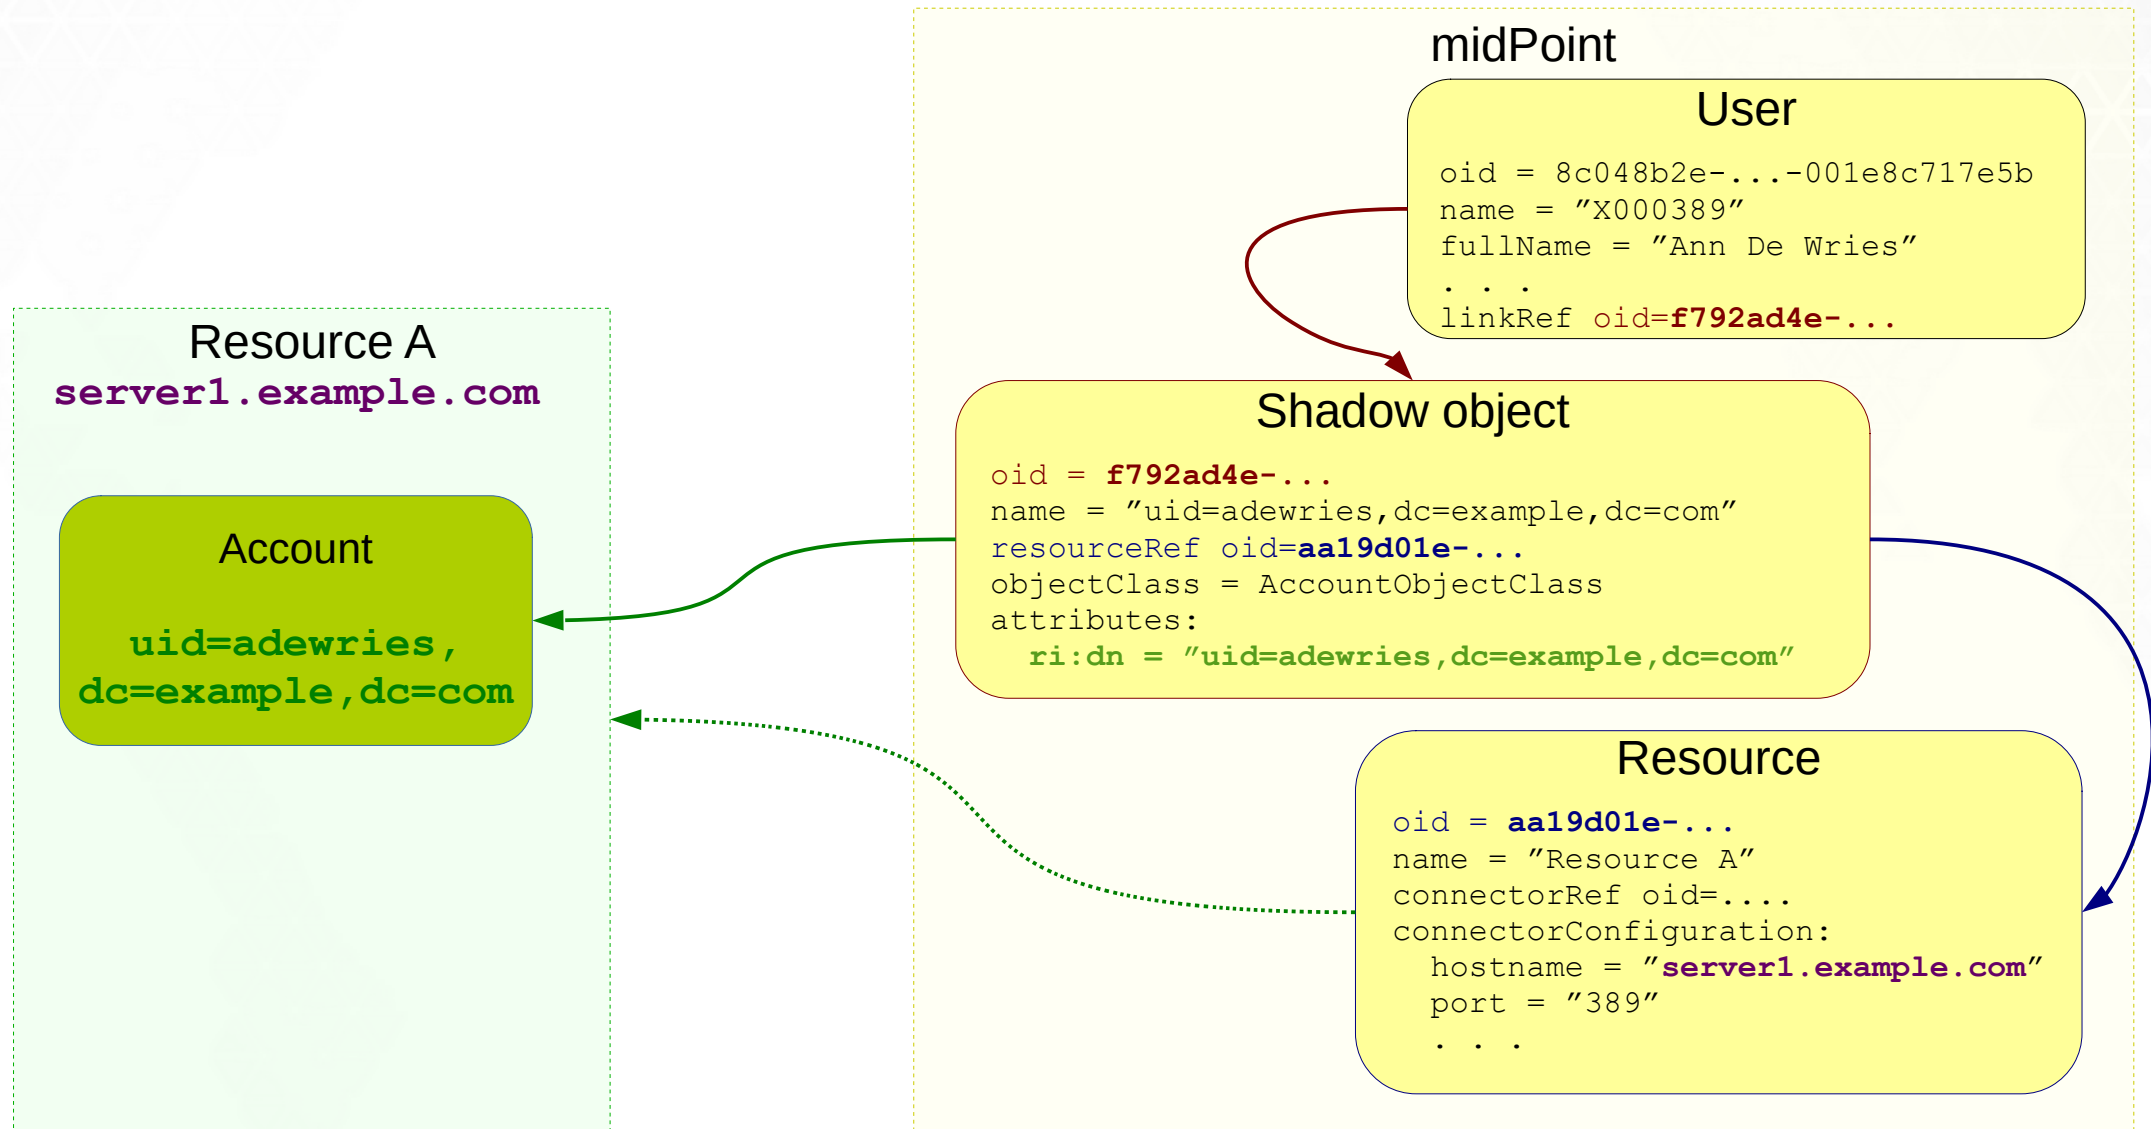 midPoint
User
oid = 8c048b2e-...-001e8c717e5b
name = ”X000389”
fullName = ”Ann De Wries”
. . .
linkRef oid=f792ad4e-...
Resource A
server1.example.com
Account
uid=adewries,
dc=example,dc=com
Shadow object
oid = f792ad4e-...
name = ”uid=adewries,dc=example,dc=com”
resourceRef oid=aa19d01e-...
objectClass = AccountObjectClass
attributes:
ri:dn = ”uid=adewries,dc=example,dc=com”
Resource
oid = aa19d01e-...
name = ”Resource A”
connectorRef oid=....
connectorConfiguration:
hostname = ”server1.example.com”
port = ”389”
. . .